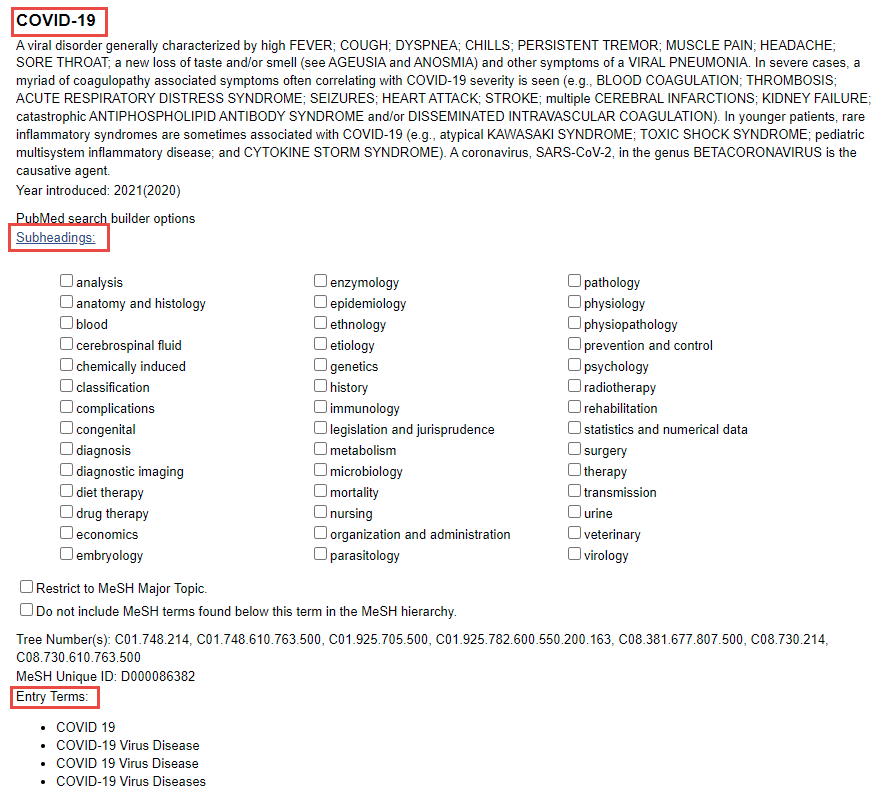 COVID-19
A viral disorder generally characterized by high FEVER; COUGH; DYSPNEA; CHILLS; PERSISTENT TREMOR; MUSCLE PAIN; HEADACHE;
SORE THROAT; a new loss of taste and/or smell (see AGEUSIA and ANOSMIA) and other symptoms of a VIRAL PNEUMONIA. In severe cases, a
myriad of coagulopathy associated symptoms often correlating with COVID-19 severity is seen (e.g., BLOOD COAGULATION; THROMBOSIS;
ACUTE RESPIRATORY DISTRESS SYNDROME; SEIZURES; HEART ATTACK; STROKE; multiple CEREBRAL INFARCTIONS; KIDNEY FAILURE;
catastrophic ANTIPHOSPHOLIPID ANTIBODY SYNDROME and/or DISSEMINATED INTRAVASCULAR COAGULATION). In younger patients, rare
inflammatory syndromes are sometimes associated with COVID-19 (e.g., atypical KAWASAKI SYNDROME; TOXIC SHOCK SYNDROME; pediatric
multisystem inflammatory disease; and CYTOKINE STORM SYNDROME). A coronavirus, SARS-CoV-2, in the genus BETACORONAVIRUS is the
causative agent.
Year introduced: 2021(2020)
PubMed search builder options
Subheadings:
analysis
anatomy and histology
blood
cerebrospinal fluid
chemically induced
classification
complications
congenital
diagnosis
diagnostic imaging
diet therapy
drug therapy
economics
embryology
enzymology
epidemiology
ethnology
etiology
genetics
history
immunology
legislation and jurisprudence
metabolism
microbiology
mortality
nursing
organization and administration
parasitology
pathology
physiology
physiopathology
prevention and control
psychology
radiotherapy
rehabilitation
statistics and numerical data
surgery
therapy
transmission
urine
veterinary
virology
Restrict to MeSH Major Topic.
Do not include MeSH terms found below this term in the MeSH hierarchy.
Tree Number(s): C01.748.214, C01.748.610.763.500, C01.925.705.500, C01.925.782.600.550.200.163, C08.381.677.807.500, C08.730.214,
C08.730.610.763.500
MeSH Unique ID: D000086382
Entry Terms:
• COVID 19
• COVID-19 Virus Disease
• COVID 19 Virus Disease
• COVID-19 Virus Diseases